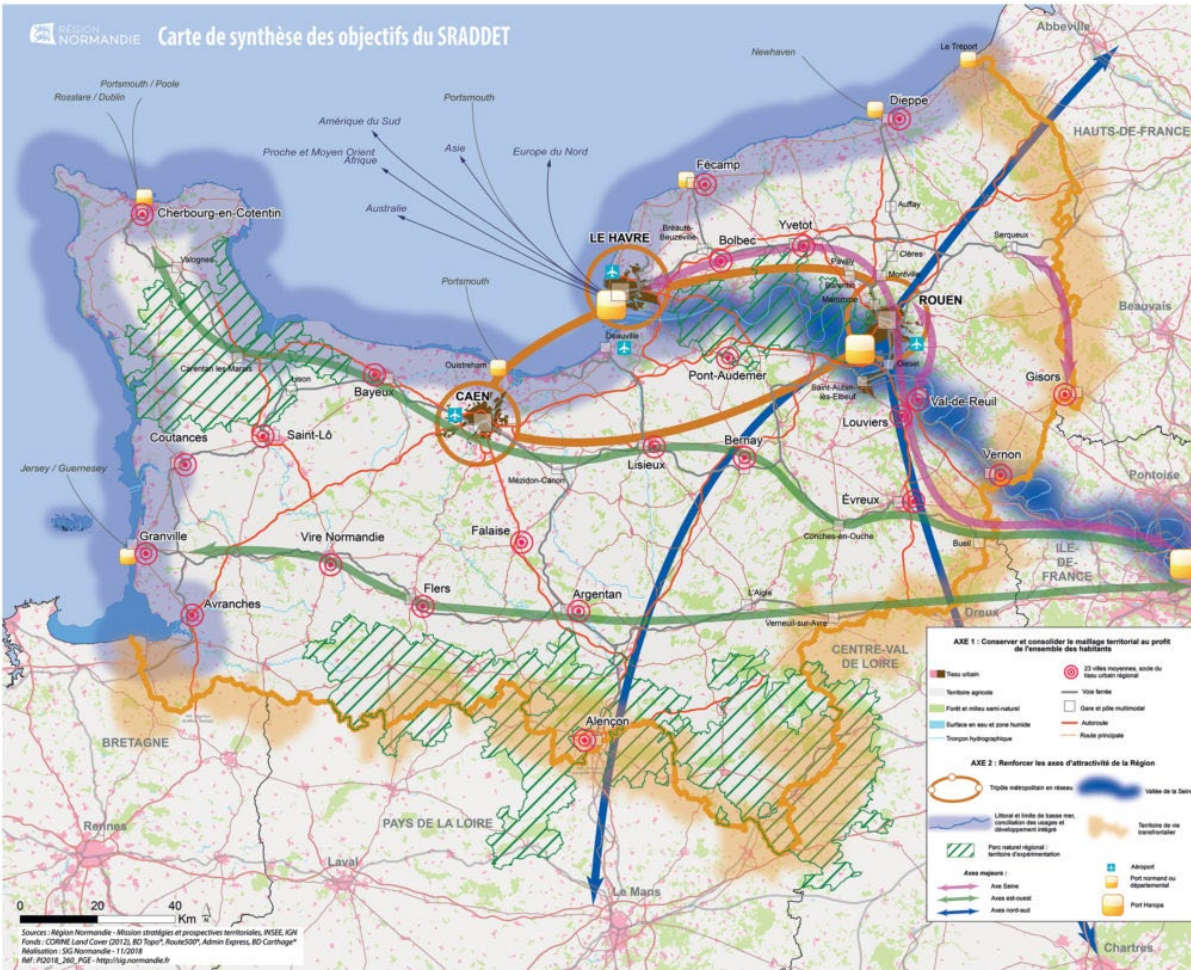 RÉGION
NORMANDIE
Carte de synthèse des objectifs du SRADDET
Abbeville
Le Tréport
Newhaven
Portsmouth / Poole
Rosslare / Dublin
Portsmouth
Dieppe
Amérique du Sud
HAUTS-DE-FRANCE
Asie
Europe du Nord
Proche et Moyen Orient
Afrique
Fécamp
Australie
Auffay
Cherbourg-en-Cotentin
Bréauté-
Beuzeville
Yvetot
LE HAVRE
Bolbec
Serqueux
Clères
Pavilly
Montville
Valognes
Barentin
Portsmouth
Maromme
ROUEN
Beauvais
Deauville
Carentan les Marais
Ouistreham
Oissel
Lison
Pont-Audemer
Gisors
Bayeux
CAEN
Saint-Aubin-
lès-Elbeuf
Val-de-Reuil
Louviers
Coutances
Saint-Lô
Bernay
Lisieux
Vernon
Jersey / Guernesey
Pontoise
Mézidon-Canon
Évreux
Falaise
Granville
Vire Normandie
Conches-en-Ouche
Bueil
ILE-
DE-
FRANCE
Flers
Argentan
L'Aigle
Avranches
Verneuil-sur-Avre
Dreux
CENTRE-VAL
DE LOIRE
Alençon
BRETAGNE
PAYS DE LA LOIRE
Rennes
Laval
Le Mans
Chartres
AXE 1 : Conserver et consolider le maillage territorial au profit
de l'ensemble des habitants
Tissu urbain
23 villes moyennes, socle du
tissu urbain régional
Territoire agricole
Voie ferrée
Forêt et milieu semi-naturel
Gare et pôle multimodal
Surface en eau et zone humide
Autoroute
Tronçon hydrographique
Route principale
AXE 2 : Renforcer les axes d'attractivité de la Région
Tripôle métropolitain en réseau
Vallée de la Seine
Littoral et limite de basse mer,
conciliation des usages et
développement intégré
Territoire de vie
transfrontalier
Parc naturel régional :
territoire d'expérimentation
Axes majeurs :
Aéroport
Axe Seine
Port normand ou
départemental
Axes est-ouest
Axes nord-sud
Port Haropa
0 20 40
Km
N
Sources : Région Normandie - Mission stratégies et prospectives territoriales, INSEE, IGN
Fonds : CORINE Land Cover (2012), BD Topo®, Route500®, Admin Express, BD Carthage®
Réalisation : SIG Normandie - 11/2018
Réf : PI2018_260_PGE - http://sig.normandie.fr